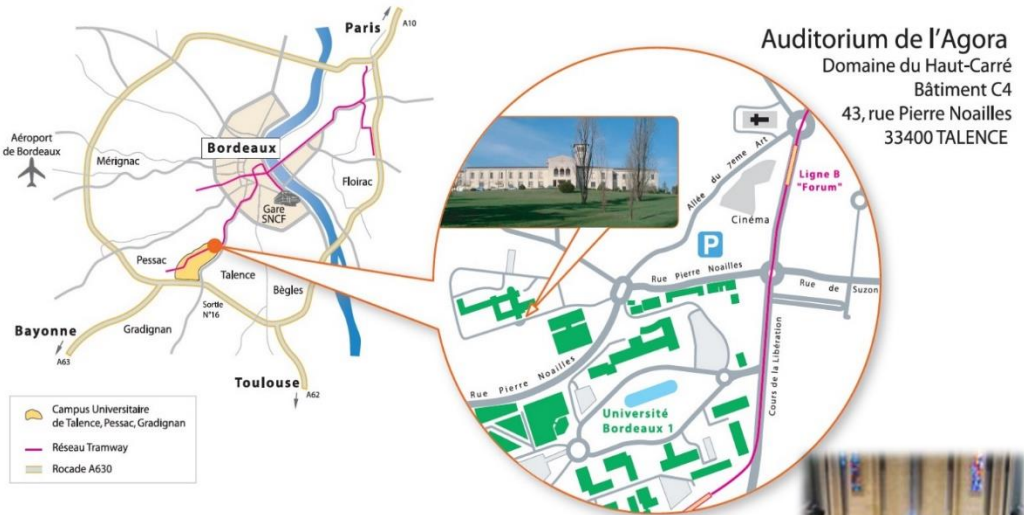 Auditorium de l'Agora
Domaine du Haut-Carré
Bâtiment C4
43, rue Pierre Noailles
33400 TALENCE
Paris
A10
Aéroport
de Bordeaux
Mérignac
Bordeaux
Floirac
Gare
SNCF
Pessac
Talence
Bègles
Sortie
N°16
Gradignan
Bayonne
A63
Toulouse
A62
Campus Universitaire
de Talence, Pessac, Gradignan
Réseau Tramway
Rocade A630
Allée du 7eme Art
Ligne B
"Forum"
Cinéma
P
Rue Pierre Noailles
Rue de Suzon
Rue Pierre Noailles
Cours de la Libération
Université
Bordeaux 1